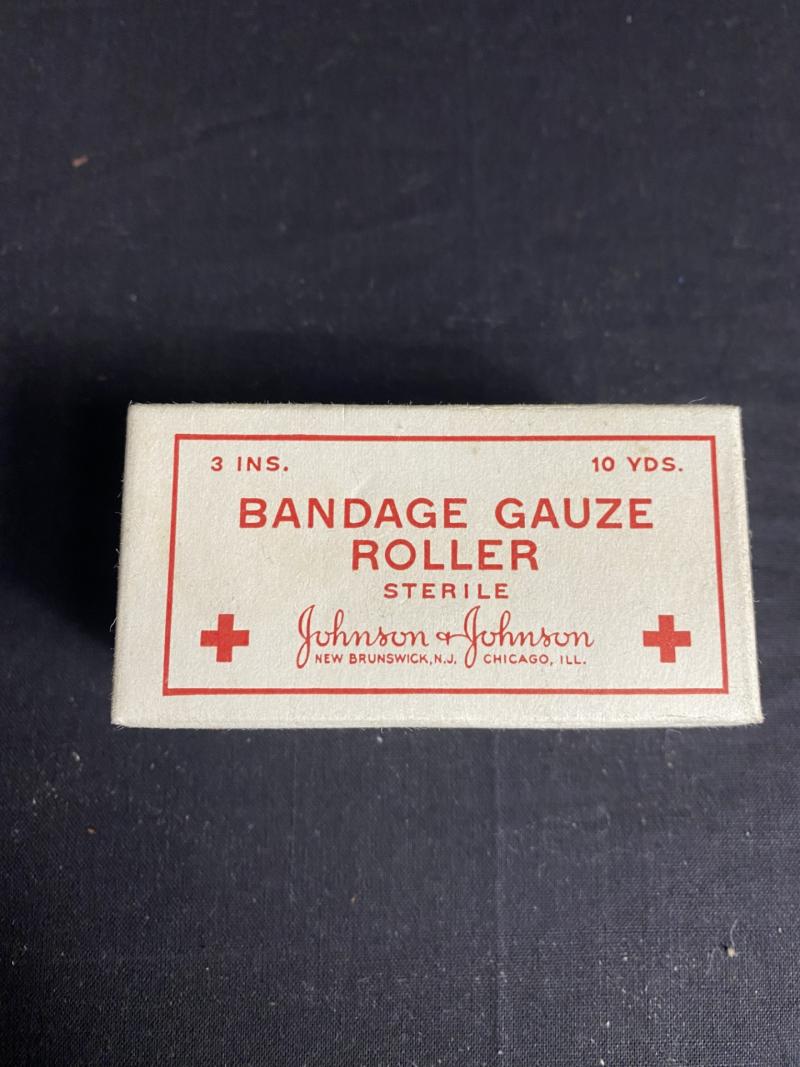 3 INS. 10 YDS.
BANDAGE GAUZE
ROLLER
STERILE
Johnson & Johnson
NEW BRUNSWICK, N.J. CHICAGO, ILL.